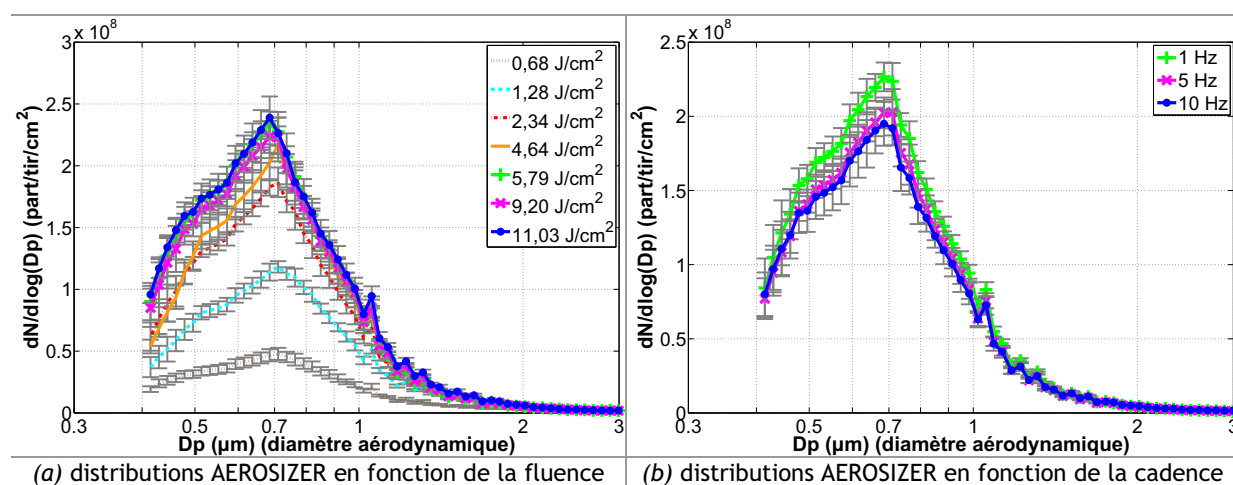 x 10^8
3
2.5
2
1.5
1
0.5
0
dN/dlog(Dp) (part/tir/cm²)
0,68 J/cm²
1,28 J/cm²
2,34 J/cm²
4,64 J/cm²
5,79 J/cm²
9,20 J/cm²
11,03 J/cm²
0.3 0.5 0.7 1 2 3
Dp (µm) (diamètre aérodynamique)
(a) distributions AEROSIZER en fonction de la fluence
x 10^8
2.5
2
1.5
1
0.5
0
dN/dlog(Dp) (part/tir/cm²)
1 Hz
5 Hz
10 Hz
0.3 0.5 0.7 1 2 3
Dp (µm) (diamètre aérodynamique)
(b) distributions AEROSIZER en fonction de la cadence